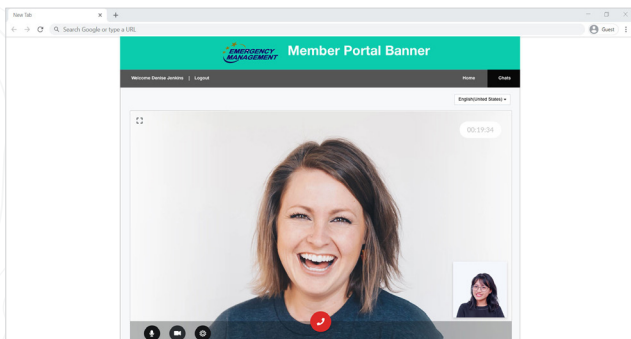 New Tab
Search Google or type a URL
Guest
EMERGENCY
MANAGEMENT
Member Portal Banner
Welcome Denise Jenkins | Logout
Home
Chats
English(United States)
00:19:34